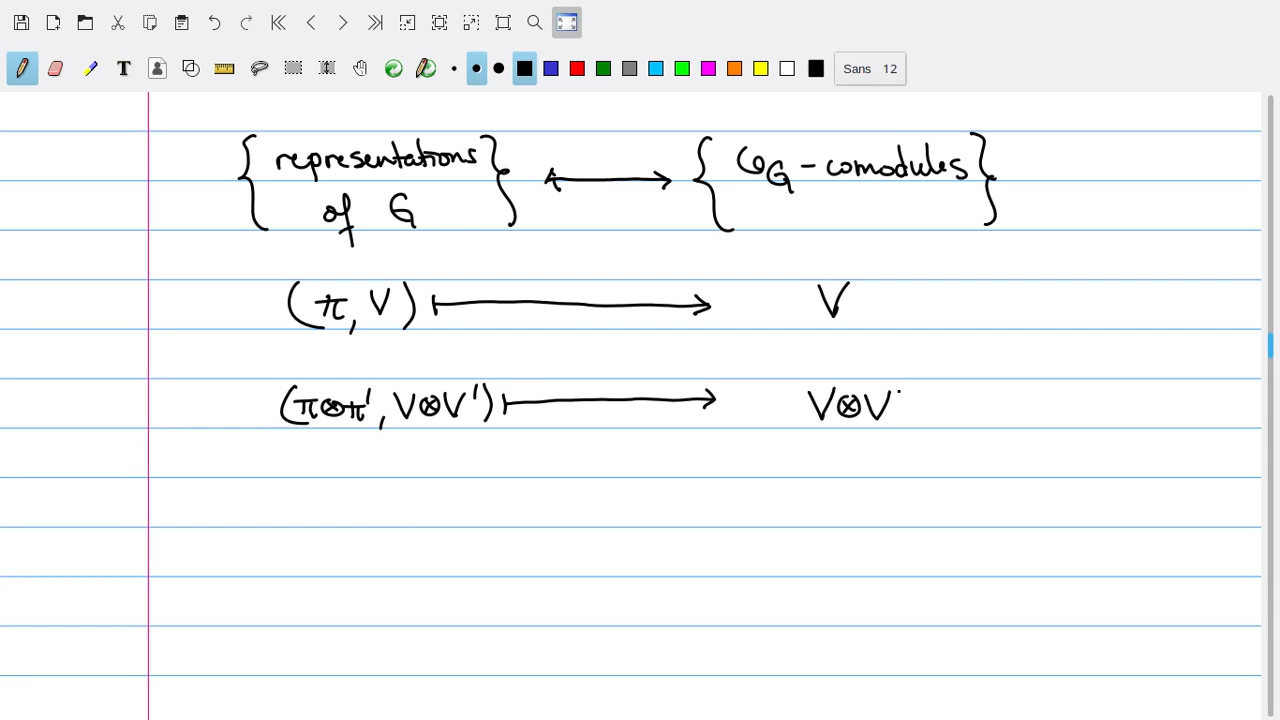 Sans 12
{ representations of G } ⟷ { 𝒪_G - comodules }
(π, V) ⟼ V
(π⊗π', V⊗V') ⟼ V⊗V'